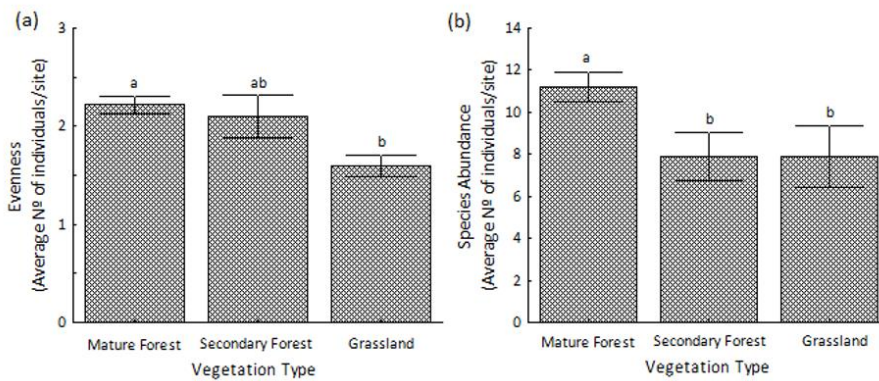 (a)
3
2
1
0
Evenness
(Average Nº of individuals/site)
a
ab
b
Mature Forest
Secondary Forest
Grassland
Vegetation Type
(b)
14
12
10
8
6
4
2
0
Species Abundance
(Average Nº of individuals/site)
a
b
b
Mature Forest
Secondary Forest
Grassland
Vegetation Type